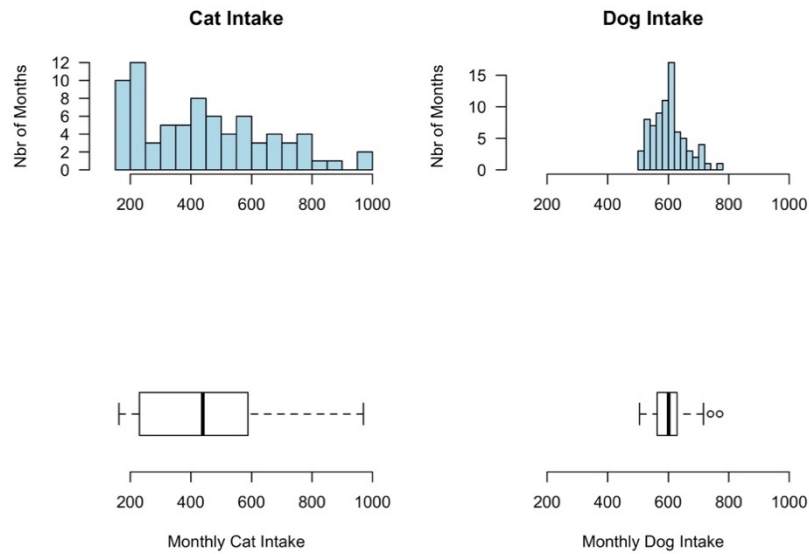 Cat Intake
Nbr of Months
12
10
8
6
4
2
0
200 400 600 800 1000
Dog Intake
Nbr of Months
15
10
5
0
200 400 600 800 1000
200 400 600 800 1000
Monthly Cat Intake
200 400 600 800 1000
Monthly Dog Intake